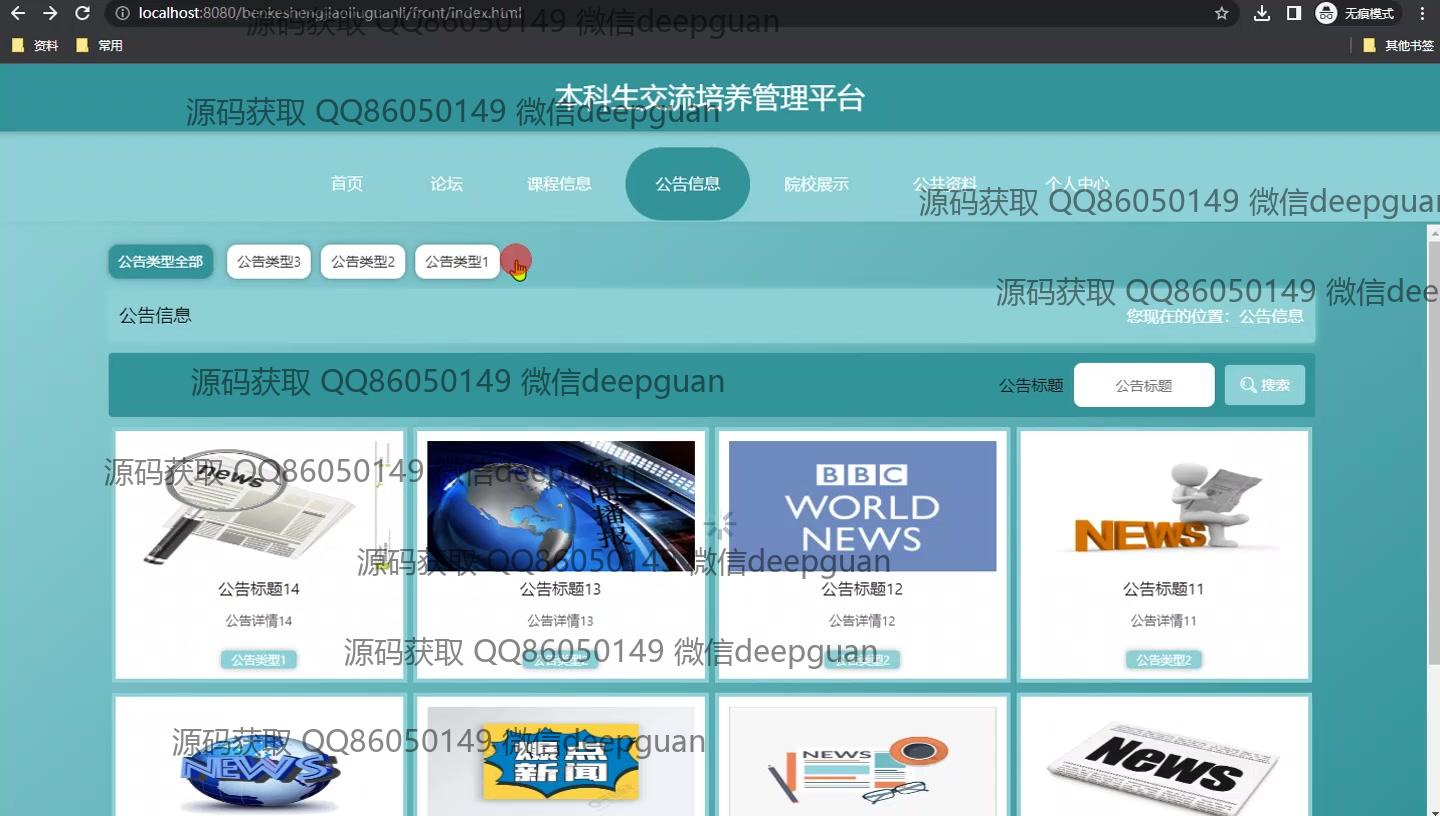 localhost:8080/benkeshengjiaoliuguanli/front/index.html
无痕模式
源码获取 QQ86050149 微信deepguan
资料
常用
其他书签
本科生交流培养管理平台
源码获取 QQ86050149 微信deepguan
首页
论坛
课程信息
公告信息
院校展示
公共资料
个人中心
源码获取 QQ86050149 微信deepguan
公告类型全部
公告类型3
公告类型2
公告类型1
源码获取 QQ86050149 微信dee
公告信息
您现在的位置：公告信息
源码获取 QQ86050149 微信deepguan
公告标题
公告标题
搜索
源码获取 QQ86050149 微信deepguan
news
闻
播
报
BBC
WORLD
NEWS
NEWS
源码获取 QQ86050149 微信deepguan
公告标题14
公告标题13
公告标题12
公告标题11
公告详情14
公告详情13
公告详情12
公告详情11
源码获取 QQ86050149 微信deepguan
公告类型1
公告类型2
公告类型2
源码获取 QQ86050149 微信deepguan
NEWS
爆点
新闻
NEWS
News